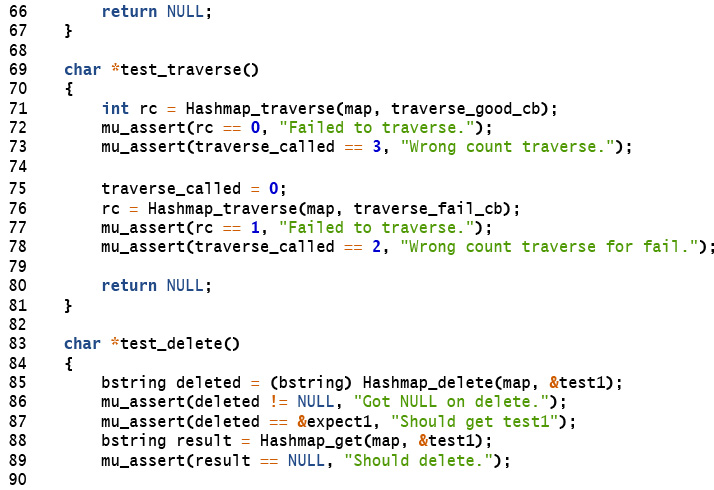 66 return NULL;
67 }
68
69 char *test_traverse()
70 {
71 int rc = Hashmap_traverse(map, traverse_good_cb);
72 mu_assert(rc == 0, "Failed to traverse.");
73 mu_assert(traverse_called == 3, "Wrong count traverse.");
74
75 traverse_called = 0;
76 rc = Hashmap_traverse(map, traverse_fail_cb);
77 mu_assert(rc == 1, "Failed to traverse.");
78 mu_assert(traverse_called == 2, "Wrong count traverse for fail.");
79
80 return NULL;
81 }
82
83 char *test_delete()
84 {
85 bstring deleted = (bstring) Hashmap_delete(map, &test1);
86 mu_assert(deleted != NULL, "Got NULL on delete.");
87 mu_assert(deleted == &expect1, "Should get test1");
88 bstring result = Hashmap_get(map, &test1);
89 mu_assert(result == NULL, "Should delete.");
90